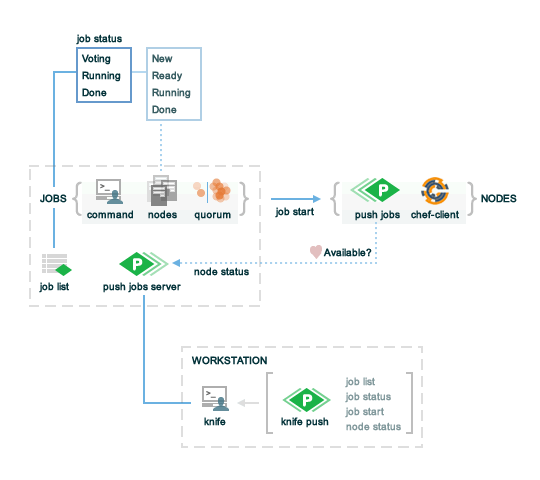 job status
Voting
Running
Done
New
Ready
Running
Done
JOBS
>_
command
nodes
quorum
job start
P
push jobs
chef-client
NODES
Available?
node status
job list
P
push jobs server
WORKSTATION
>_
knife
P
knife push
job list
job status
job start
node status